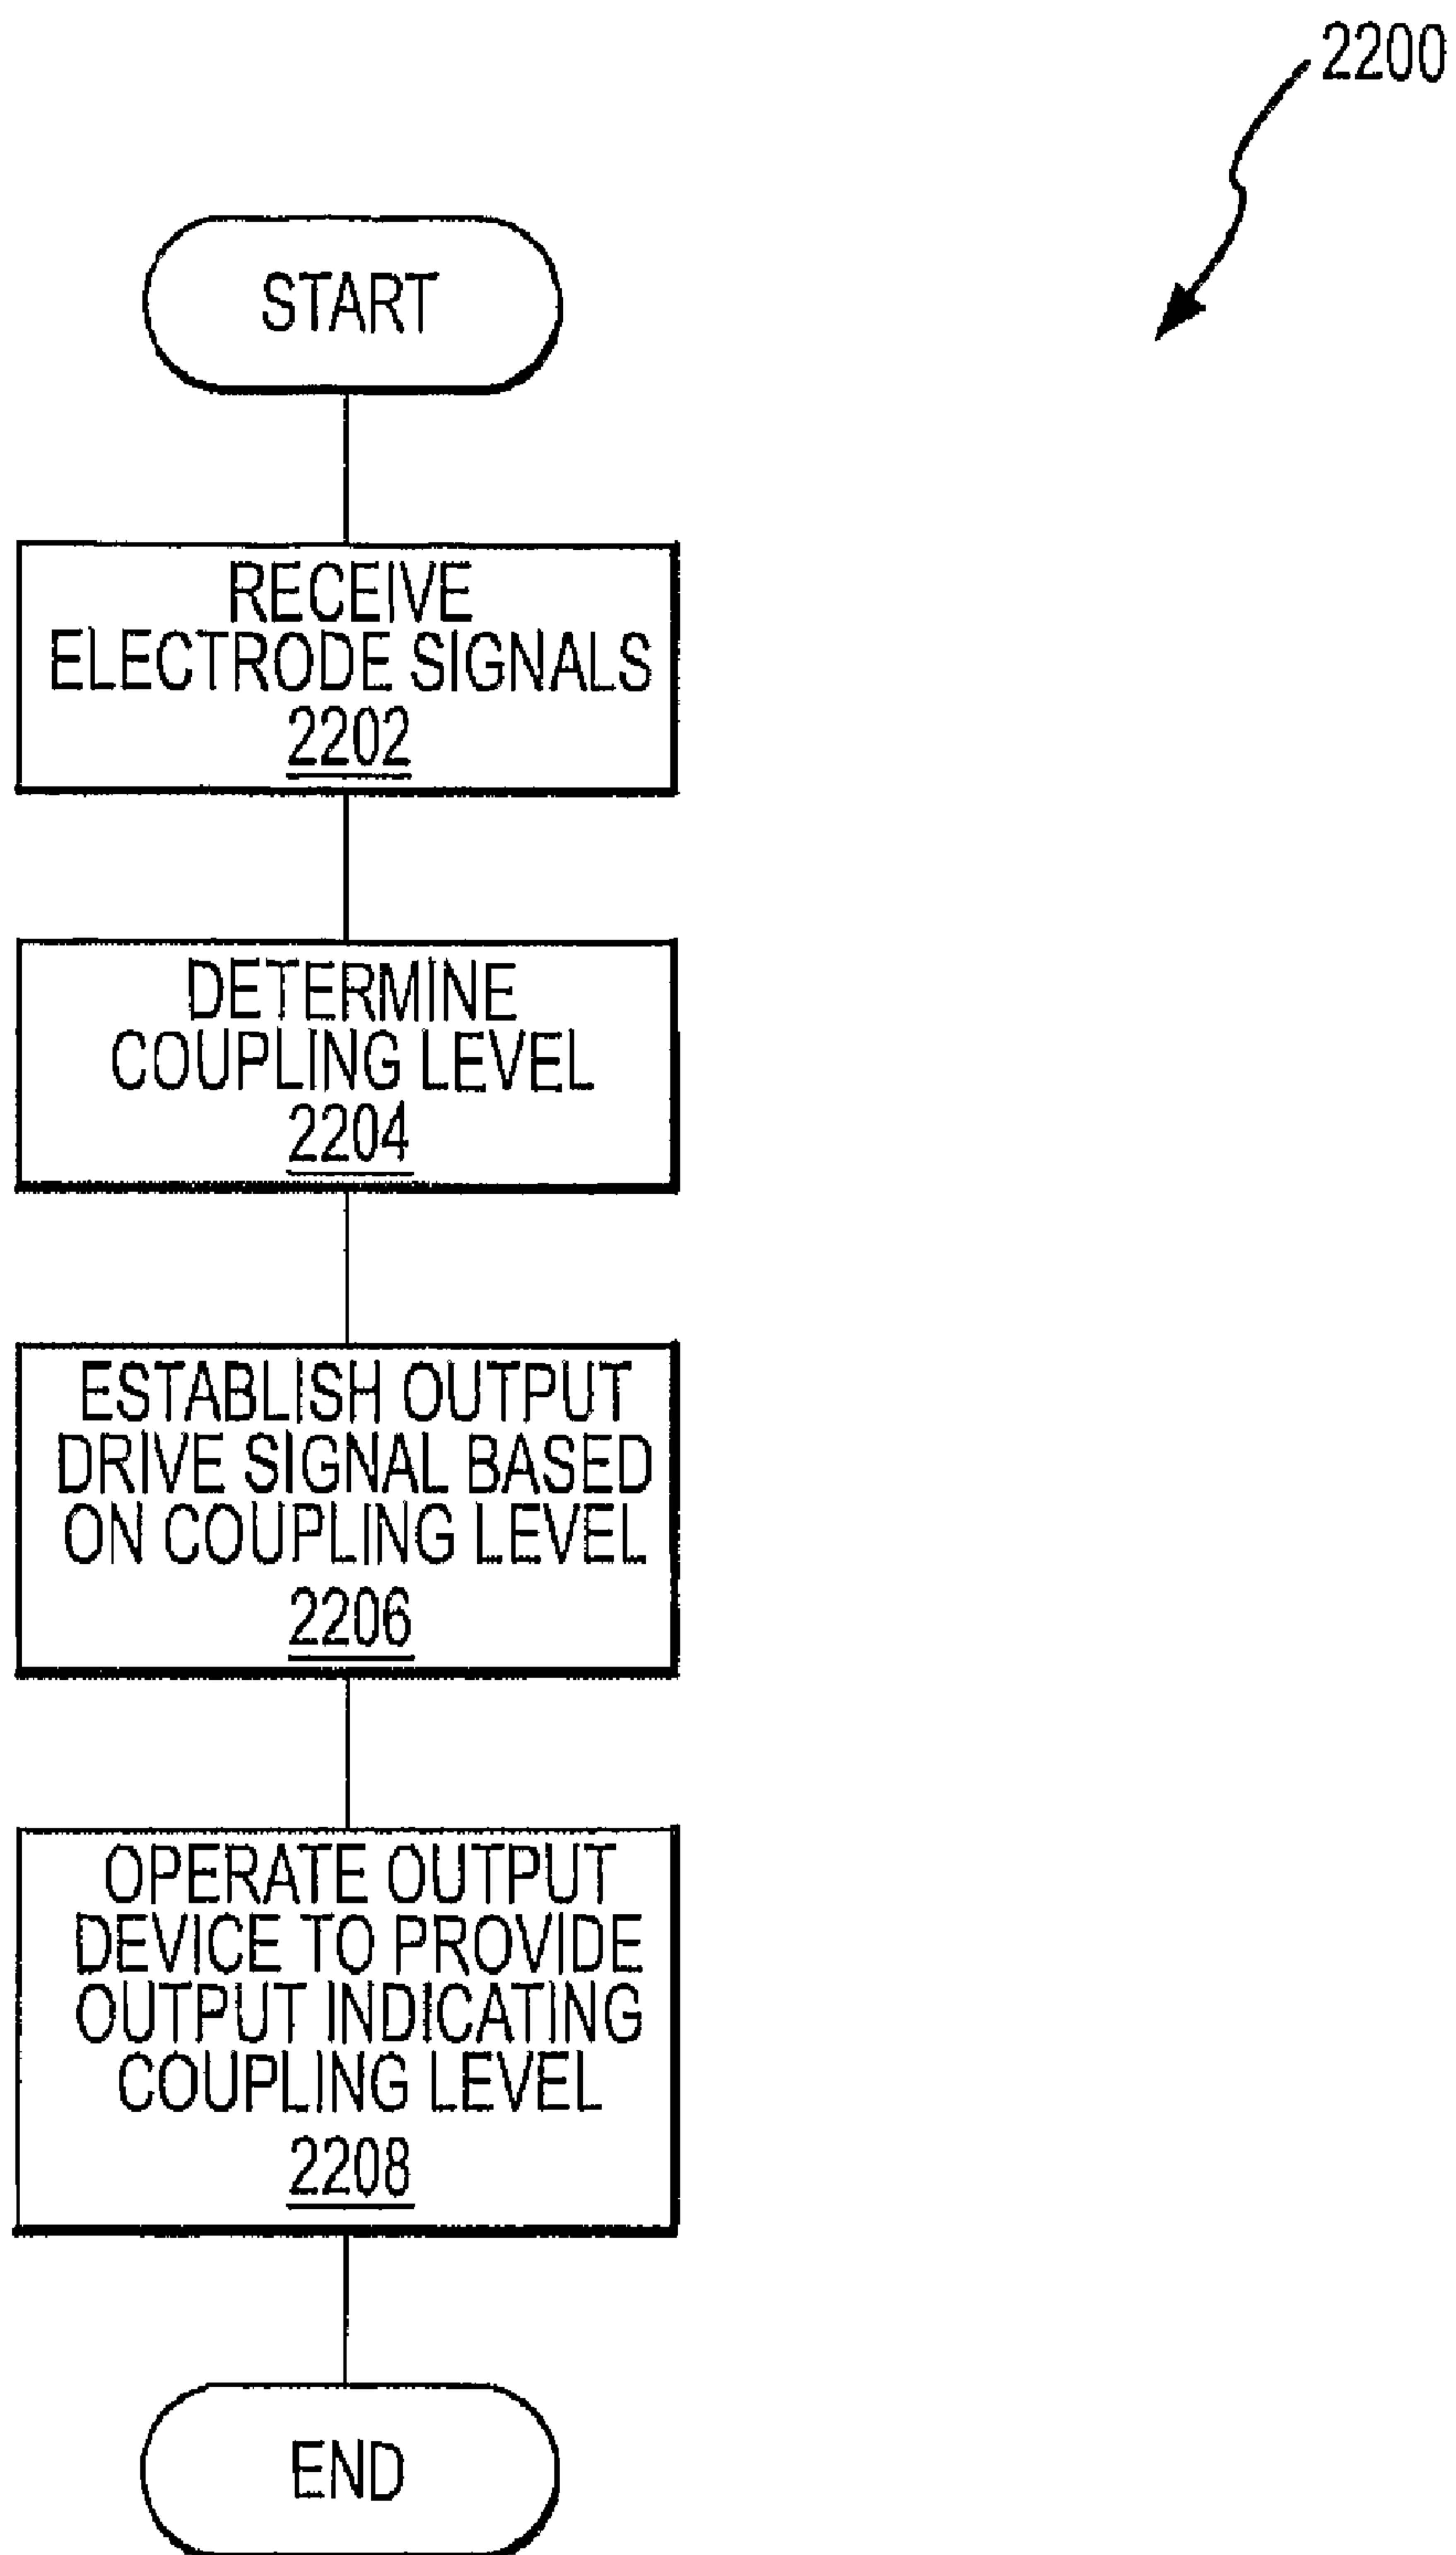 2200
START
RECEIVE
ELECTRODE SIGNALS
2202
DETERMINE
COUPLING LEVEL
2204
ESTABLISH OUTPUT
DRIVE SIGNAL BASED
ON COUPLING LEVEL
2206
OPERATE OUTPUT
DEVICE TO PROVIDE
OUTPUT INDICATING
COUPLING LEVEL
2208
END